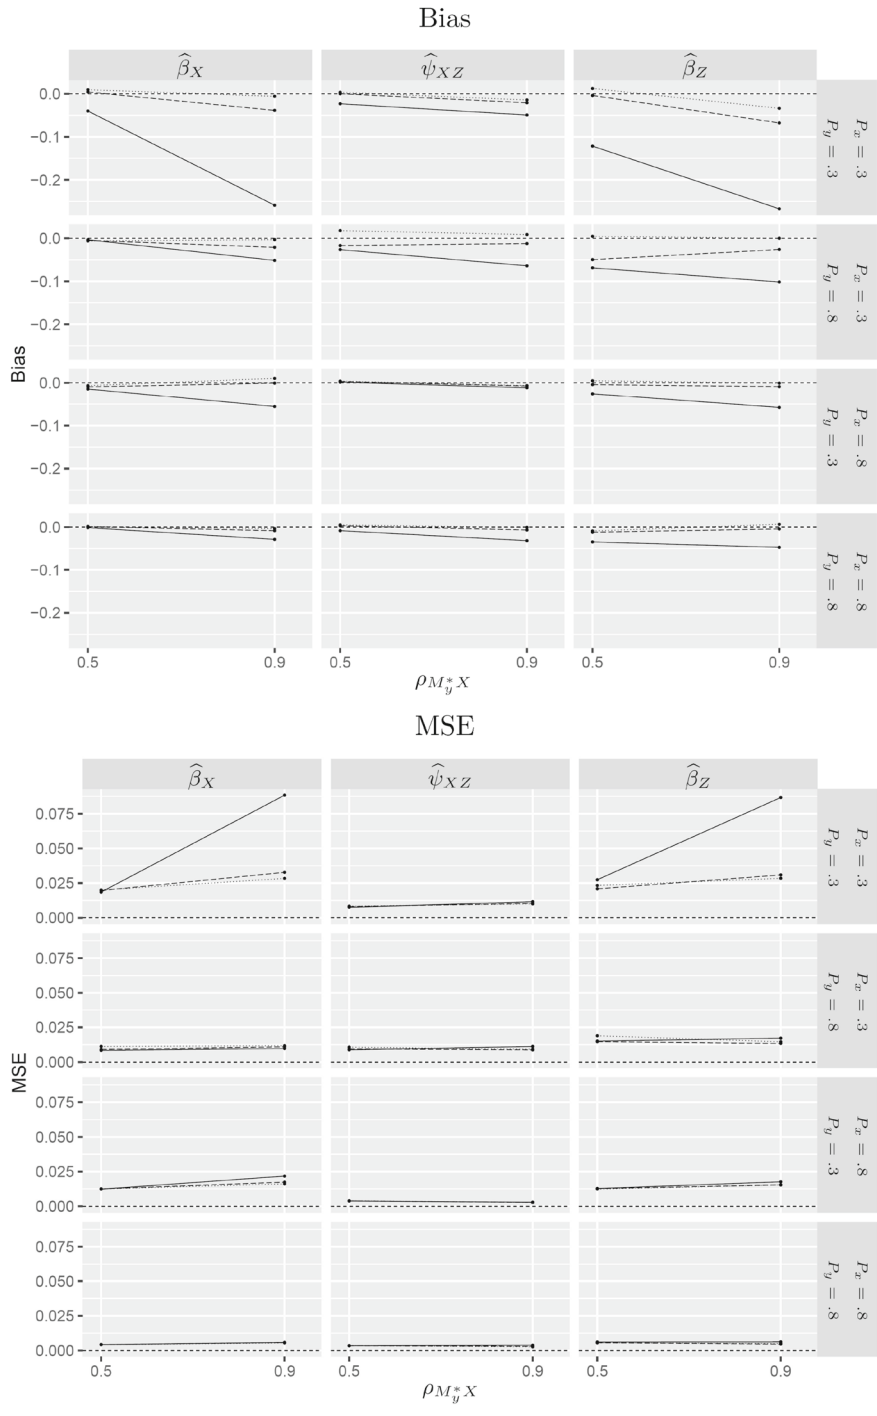 Bias
β̂_X ψ̂_XZ β̂_Z
0.0
−0.1
−0.2
P_x = .3
P_y = .3
0.0
−0.1
−0.2
P_x = .3
P_y = .8
Bias
0.0
−0.1
−0.2
P_x = .8
P_y = .3
0.0
−0.1
−0.2
P_x = .8
P_y = .8
0.5 0.9 0.5 0.9 0.5 0.9
ρ_{M_y^* X}
MSE
β̂_X ψ̂_XZ β̂_Z
0.075
0.050
0.025
0.000
P_x = .3
P_y = .3
0.075
0.050
0.025
0.000
P_x = .3
P_y = .8
MSE
0.075
0.050
0.025
0.000
P_x = .8
P_y = .3
0.075
0.050
0.025
0.000
P_x = .8
P_y = .8
0.5 0.9 0.5 0.9 0.5 0.9
ρ_{M_y^* X}